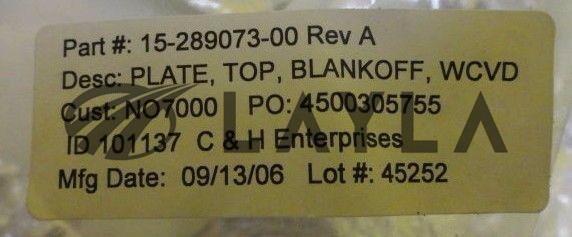 Part #: 15-289073-00 Rev A
Desc: PLATE, TOP, BLANKOFF, WCVD
Cust: NO7000 PO: 4500305755
LAYLA
ID 101137 C & H Enterprises
Mfg Date: 09/13/06 Lot #: 45252